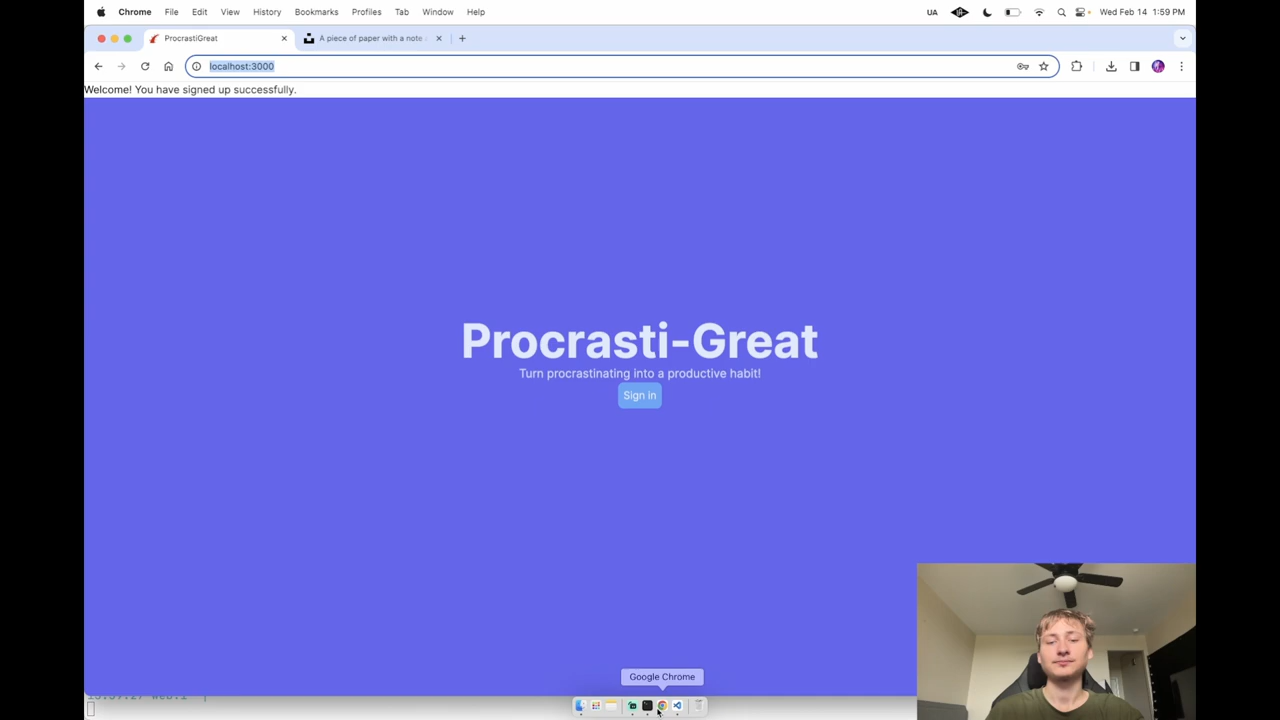 Chrome File Edit View History Bookmarks Profiles Tab Window Help UA Wed Feb 14 1:59 PM
ProcrastiGreat A piece of paper with a note
localhost:3000
Welcome! You have signed up successfully.
Procrasti-Great
Turn procrastinating into a productive habit!
Sign in
Google Chrome